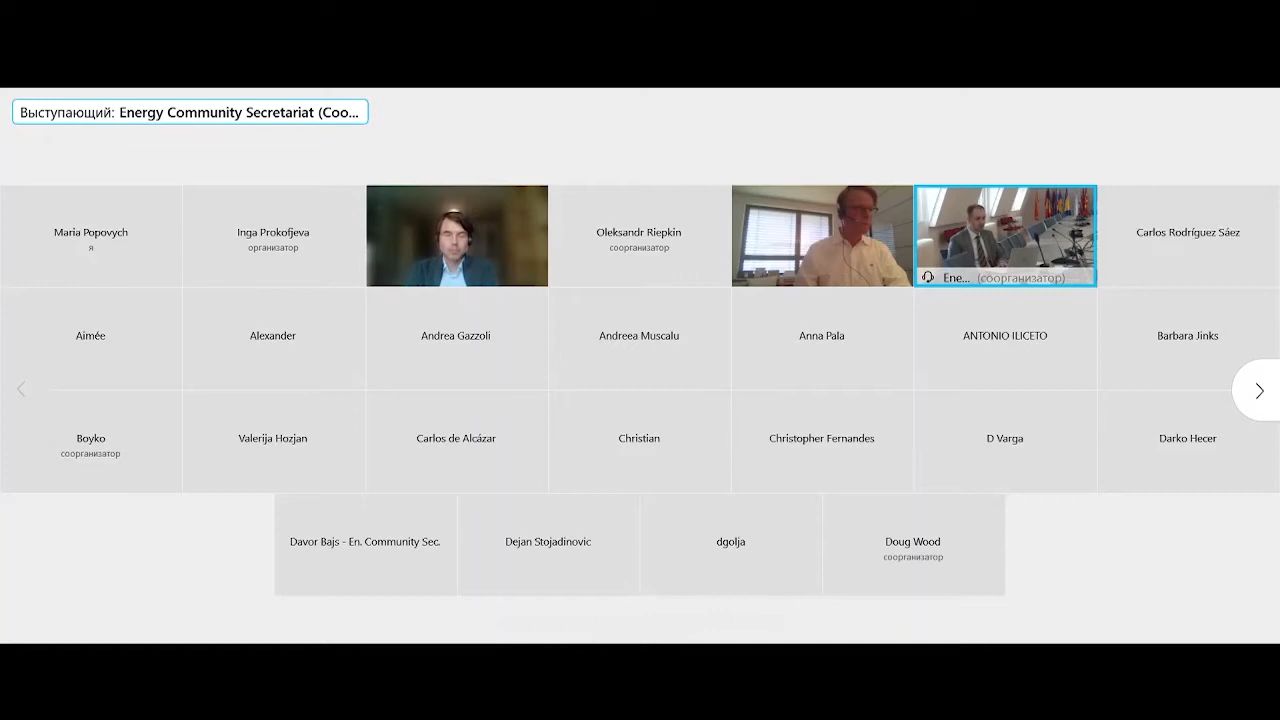 Выступающий: Energy Community Secretariat (Coo...
Maria Popovych
я
Inga Prokofjeva
организатор
Oleksandr Riepkin
соорганизатор
Ene... (соорганизатор)
Carlos Rodríguez Sáez
Aimée
Alexander
Andrea Gazzoli
Andreea Muscalu
Anna Pala
ANTONIO ILICETO
Barbara Jinks
Boyko
соорганизатор
Valerija Hozjan
Carlos de Alcázar
Christian
Christopher Fernandes
D Varga
Darko Hecer
Davor Bajs - En. Community Sec.
Dejan Stojadinovic
dgolja
Doug Wood
соорганизатор